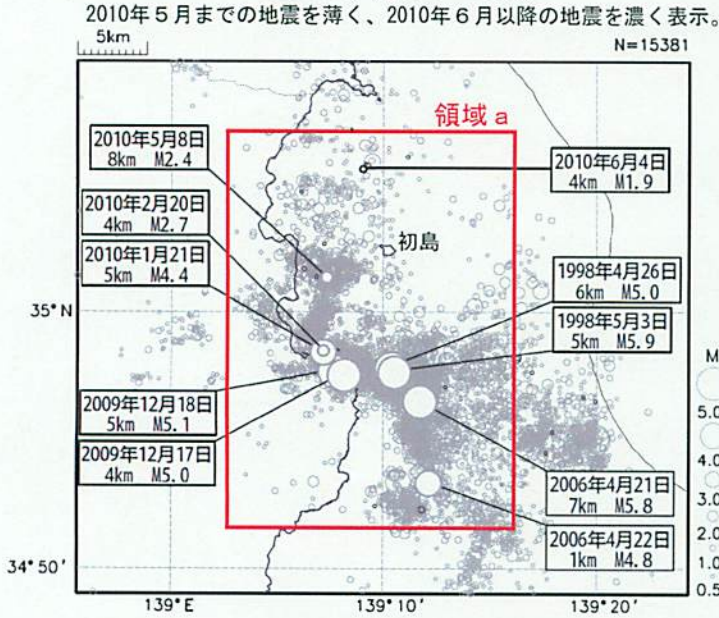 2010年5月までの地震を薄く、2010年6月以降の地震を濃く表示。
5km
N=15381
領域a
2010年5月8日
8km M2.4
2010年6月4日
4km M1.9
2010年2月20日
4km M2.7
初島
2010年1月21日
5km M4.4
1998年4月26日
6km M5.0
35°N
1998年5月3日
5km M5.9
M
2009年12月18日
5km M5.1
5.0
2009年12月17日
4km M5.0
4.0
2006年4月21日
7km M5.8
3.0
2006年4月22日
1km M4.8
2.0
1.0
34°50'
0.5
139°E
139°10'
139°20'